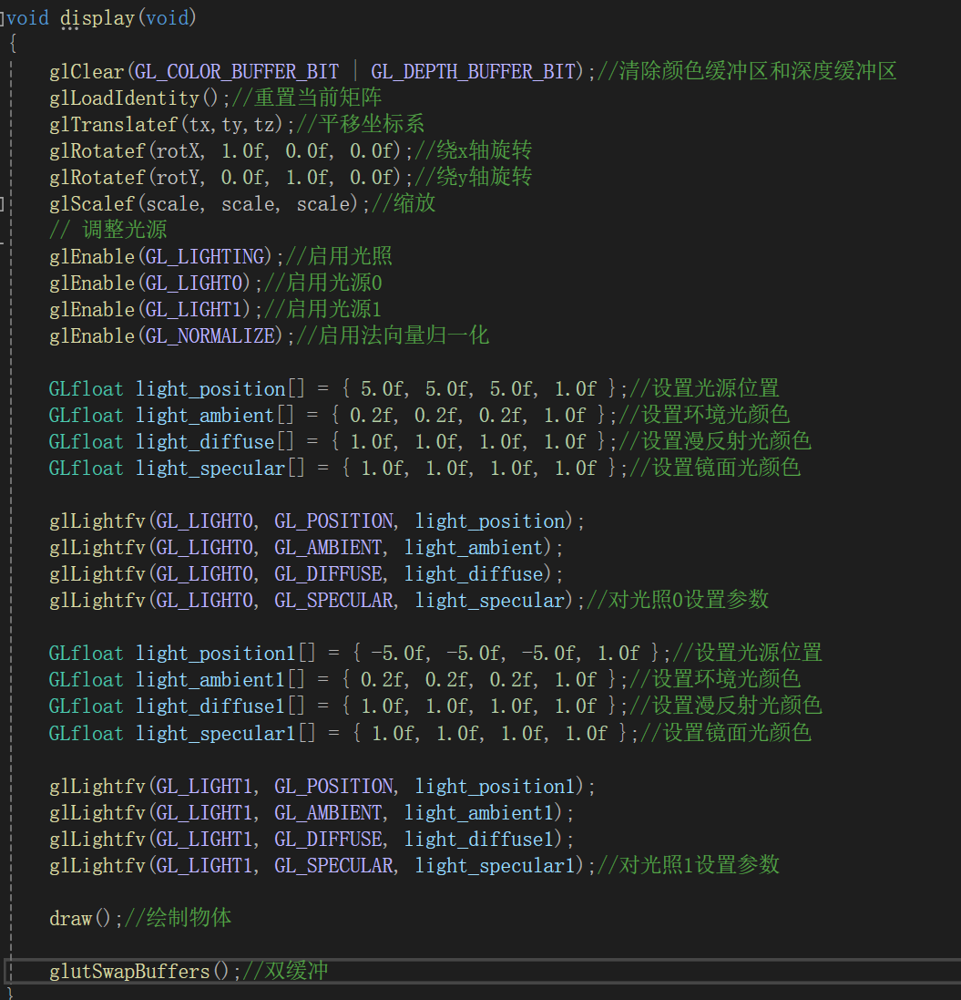 void display(void)
{
glClear(GL_COLOR_BUFFER_BIT | GL_DEPTH_BUFFER_BIT);//清除颜色缓冲区和深度缓冲区
glLoadIdentity();//重置当前矩阵
glTranslatef(tx,ty,tz);//平移坐标系
glRotatef(rotX, 1.0f, 0.0f, 0.0f);//绕x轴旋转
glRotatef(rotY, 0.0f, 1.0f, 0.0f);//绕y轴旋转
glScalef(scale, scale, scale);//缩放
// 调整光源
glEnable(GL_LIGHTING);//启用光照
glEnable(GL_LIGHT0);//启用光源0
glEnable(GL_LIGHT1);//启用光源1
glEnable(GL_NORMALIZE);//启用法向量归一化
GLfloat light_position[] = { 5.0f, 5.0f, 5.0f, 1.0f };//设置光源位置
GLfloat light_ambient[] = { 0.2f, 0.2f, 0.2f, 1.0f };//设置环境光颜色
GLfloat light_diffuse[] = { 1.0f, 1.0f, 1.0f, 1.0f };//设置漫反射光颜色
GLfloat light_specular[] = { 1.0f, 1.0f, 1.0f, 1.0f };//设置镜面光颜色
glLightfv(GL_LIGHT0, GL_POSITION, light_position);
glLightfv(GL_LIGHT0, GL_AMBIENT, light_ambient);
glLightfv(GL_LIGHT0, GL_DIFFUSE, light_diffuse);
glLightfv(GL_LIGHT0, GL_SPECULAR, light_specular);//对光照0设置参数
GLfloat light_position1[] = { -5.0f, -5.0f, -5.0f, 1.0f };//设置光源位置
GLfloat light_ambient1[] = { 0.2f, 0.2f, 0.2f, 1.0f };//设置环境光颜色
GLfloat light_diffuse1[] = { 1.0f, 1.0f, 1.0f, 1.0f };//设置漫反射光颜色
GLfloat light_specular1[] = { 1.0f, 1.0f, 1.0f, 1.0f };//设置镜面光颜色
glLightfv(GL_LIGHT1, GL_POSITION, light_position1);
glLightfv(GL_LIGHT1, GL_AMBIENT, light_ambient1);
glLightfv(GL_LIGHT1, GL_DIFFUSE, light_diffuse1);
glLightfv(GL_LIGHT1, GL_SPECULAR, light_specular1);//对光照1设置参数
draw();//绘制物体
glutSwapBuffers();//双缓冲
}